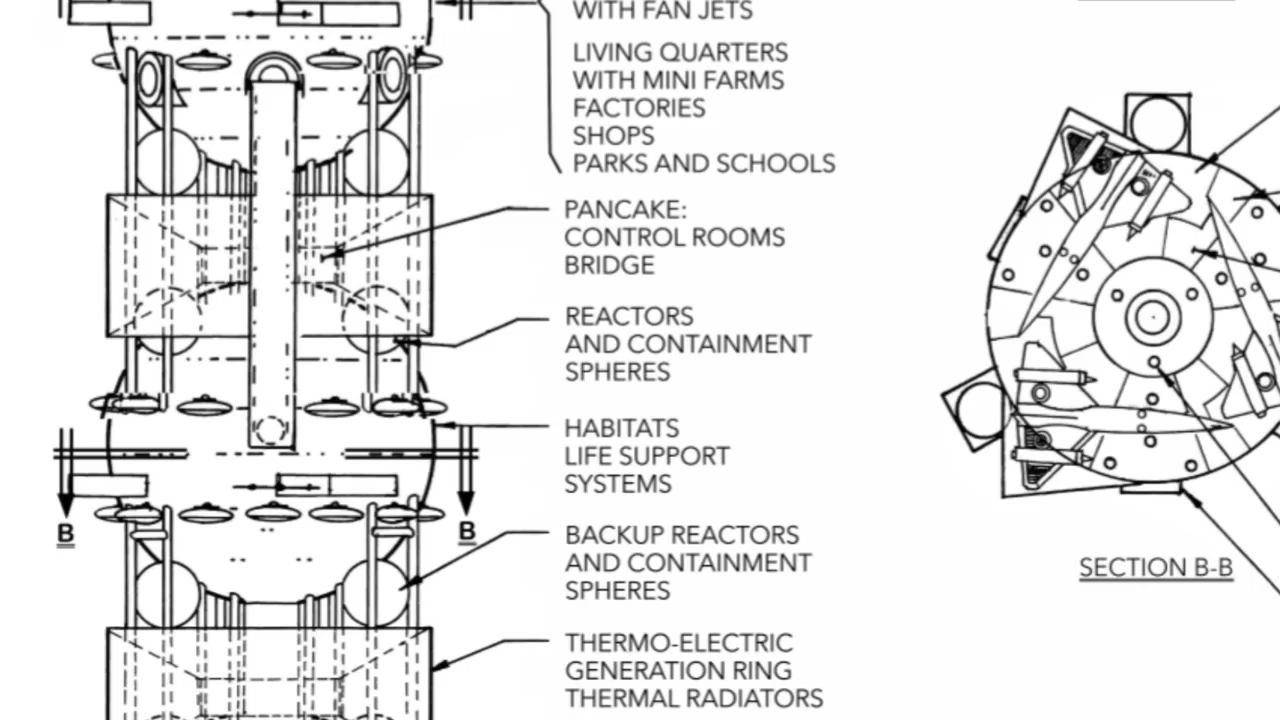 WITH FAN JETS
LIVING QUARTERS
WITH MINI FARMS
FACTORIES
SHOPS
PARKS AND SCHOOLS
PANCAKE:
CONTROL ROOMS
BRIDGE
REACTORS
AND CONTAINMENT
SPHERES
HABITATS
LIFE SUPPORT
SYSTEMS
B
B
BACKUP REACTORS
AND CONTAINMENT
SPHERES
THERMO-ELECTRIC
GENERATION RING
THERMAL RADIATORS
SECTION B-B